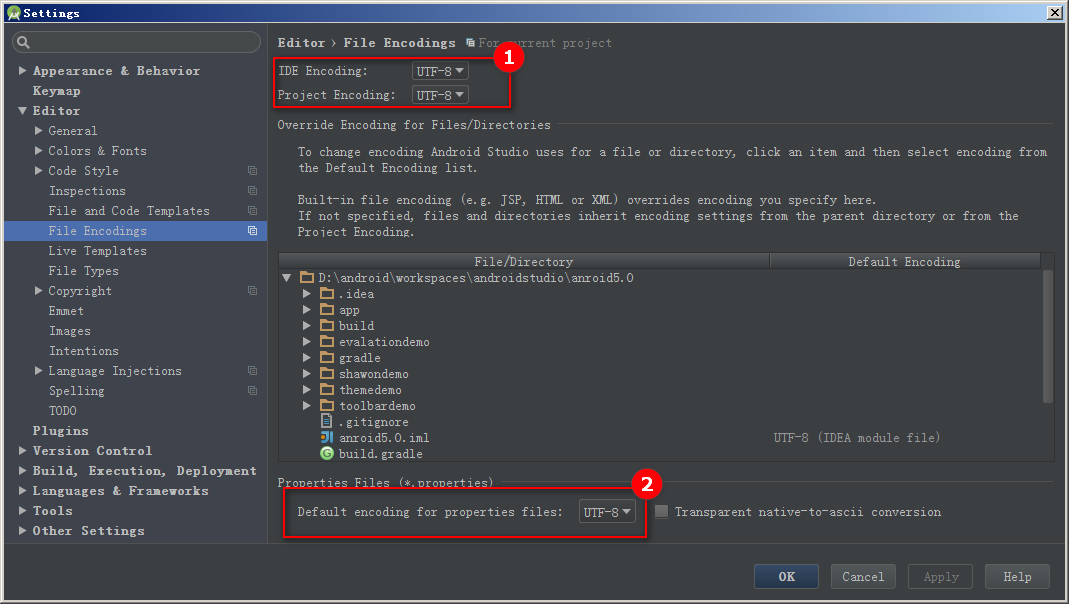 Settings
Editor › File Encodings For current project
1
Appearance & Behavior
Keymap
Editor
General
Colors & Fonts
Code Style
Inspections
File and Code Templates
File Encodings
Live Templates
File Types
Copyright
Emmet
Images
Intentions
Language Injections
Spelling
TODO
Plugins
Version Control
Build, Execution, Deployment
Languages & Frameworks
Tools
Other Settings
IDE Encoding: UTF-8
Project Encoding: UTF-8
Override Encoding for Files/Directories
To change encoding Android Studio uses for a file or directory, click an item and then select encoding from
the Default Encoding list.
Built-in file encoding (e.g. JSP, HTML or XML) overrides encoding you specify here.
If not specified, files and directories inherit encoding settings from the parent directory or from the
Project Encoding.
File/Directory Default Encoding
D:\android\workspaces\androidstudio\anroid5.0
.idea
app
build
evalationdemo
gradle
shawondemo
themedemo
toolbardemo
.gitignore
anroid5.0.iml UTF-8 (IDEA module file)
build.gradle
Properties Files (*.properties)
2
Default encoding for properties files: UTF-8 Transparent native-to-ascii conversion
OK Cancel Apply Help